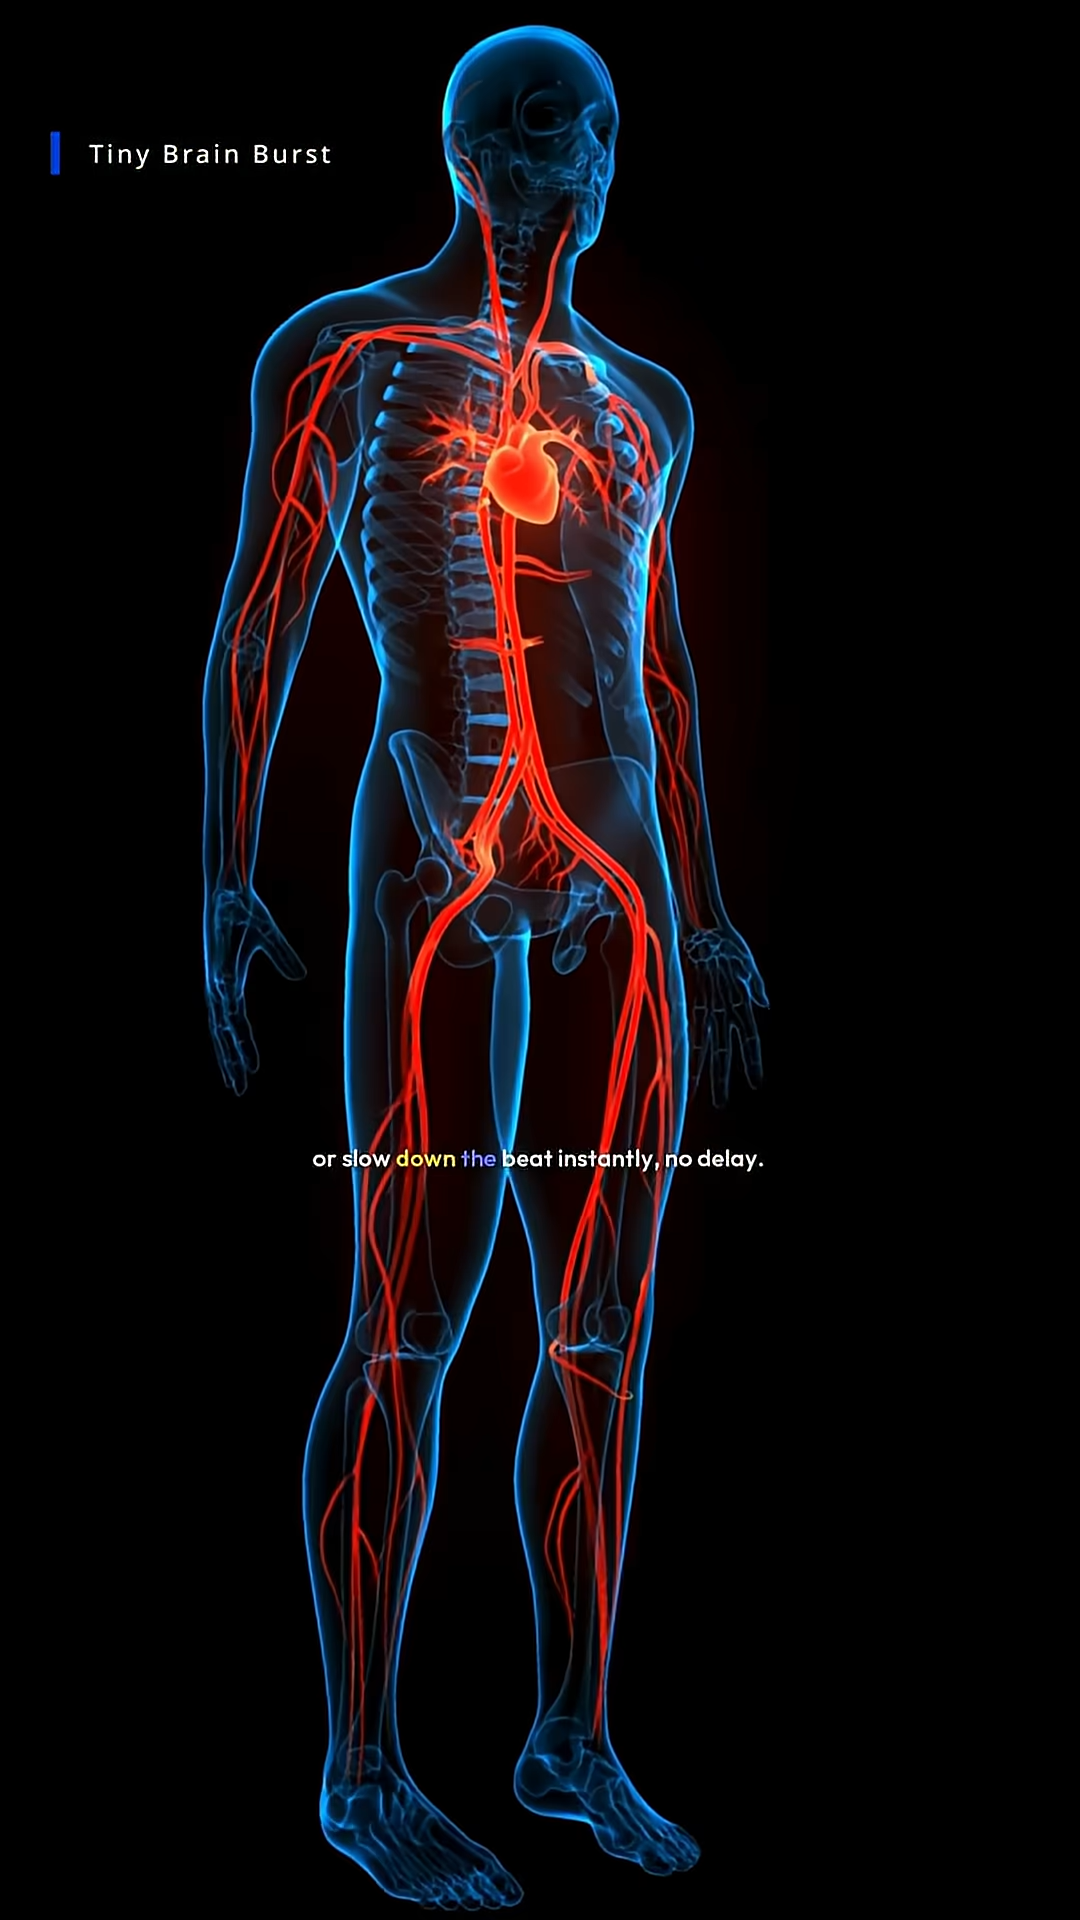 Tiny Brain Burst
or slow down the beat instantly, no delay.